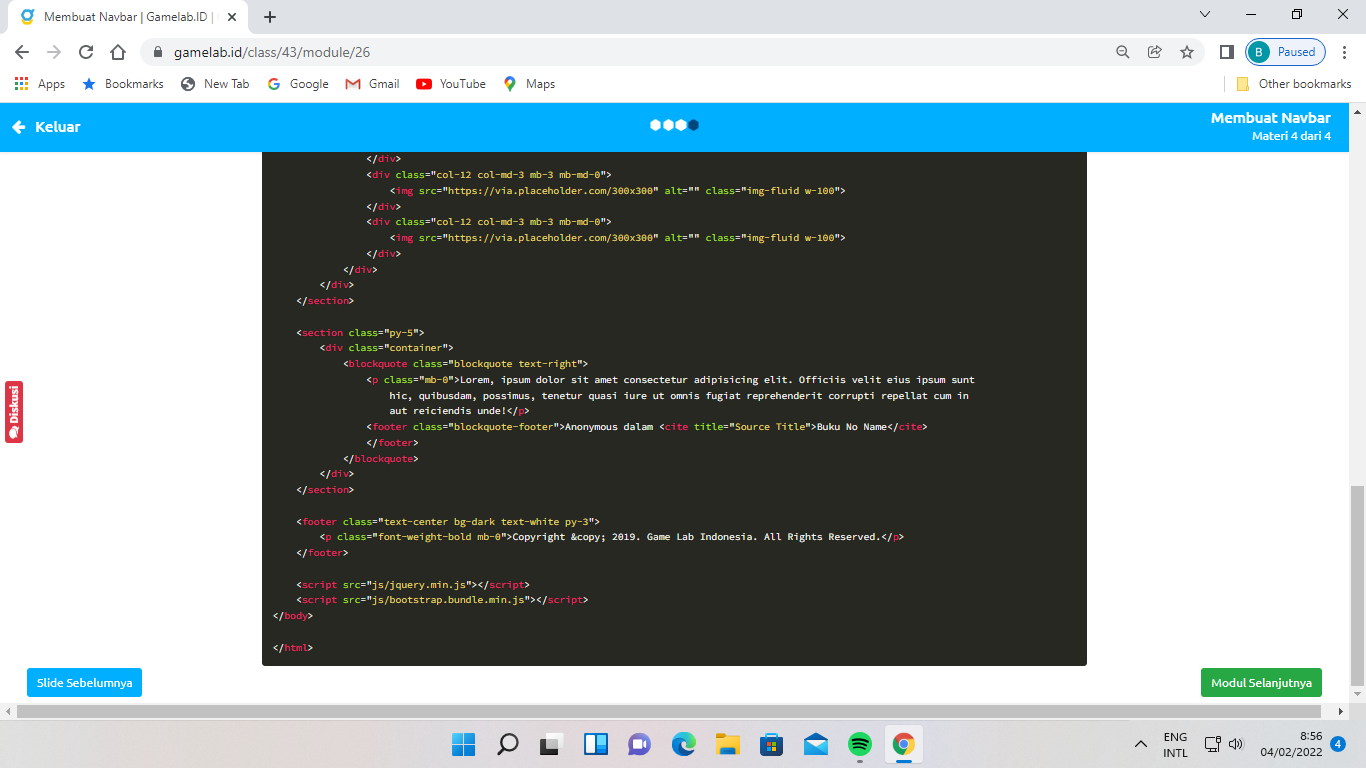 Membuat Navbar | Gamelab.ID |
gamelab.id/class/43/module/26
B Paused
Apps Bookmarks New Tab Google Gmail YouTube Maps Other bookmarks
Keluar
Membuat Navbar
Materi 4 dari 4
</div>
<div class="col-12 col-md-3 mb-3 mb-md-0">
<img src="https://via.placeholder.com/300x300" alt="" class="img-fluid w-100">
</div>
<div class="col-12 col-md-3 mb-3 mb-md-0">
<img src="https://via.placeholder.com/300x300" alt="" class="img-fluid w-100">
</div>
</div>
</div>
</section>
<section class="py-5">
<div class="container">
<blockquote class="blockquote text-right">
<p class="mb-0">Lorem, ipsum dolor sit amet consectetur adipisicing elit. Officiis velit eius ipsum sunt
hic, quibusdam, possimus, tenetur quasi iure ut omnis fugiat reprehenderit corrupti repellat cum in
aut reiciendis unde!</p>
<footer class="blockquote-footer">Anonymous dalam <cite title="Source Title">Buku No Name</cite>
</footer>
</blockquote>
</div>
</section>
<footer class="text-center bg-dark text-white py-3">
<p class="font-weight-bold mb-0">Copyright &copy; 2019. Game Lab Indonesia. All Rights Reserved.</p>
</footer>
<script src="js/jquery.min.js"></script>
<script src="js/bootstrap.bundle.min.js"></script>
</body>
</html>
Diskusi
Slide Sebelumnya
Modul Selanjutnya
ENG
INTL
8:56
04/02/2022
4